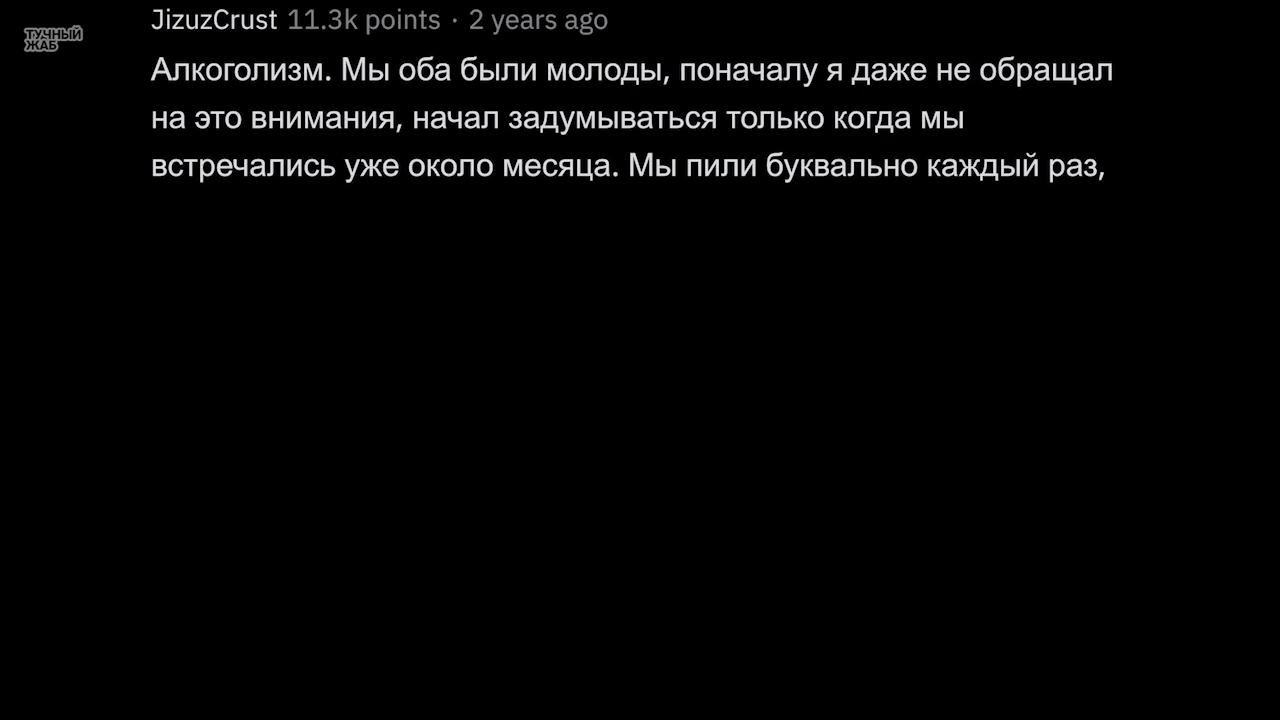 JizuzCrust 11.3k points · 2 years ago
ТУЧНЫЙ
ЖАБ
Алкоголизм. Мы оба были молоды, поначалу я даже не обращал
на это внимания, начал задумываться только когда мы
встречались уже около месяца. Мы пили буквально каждый раз,